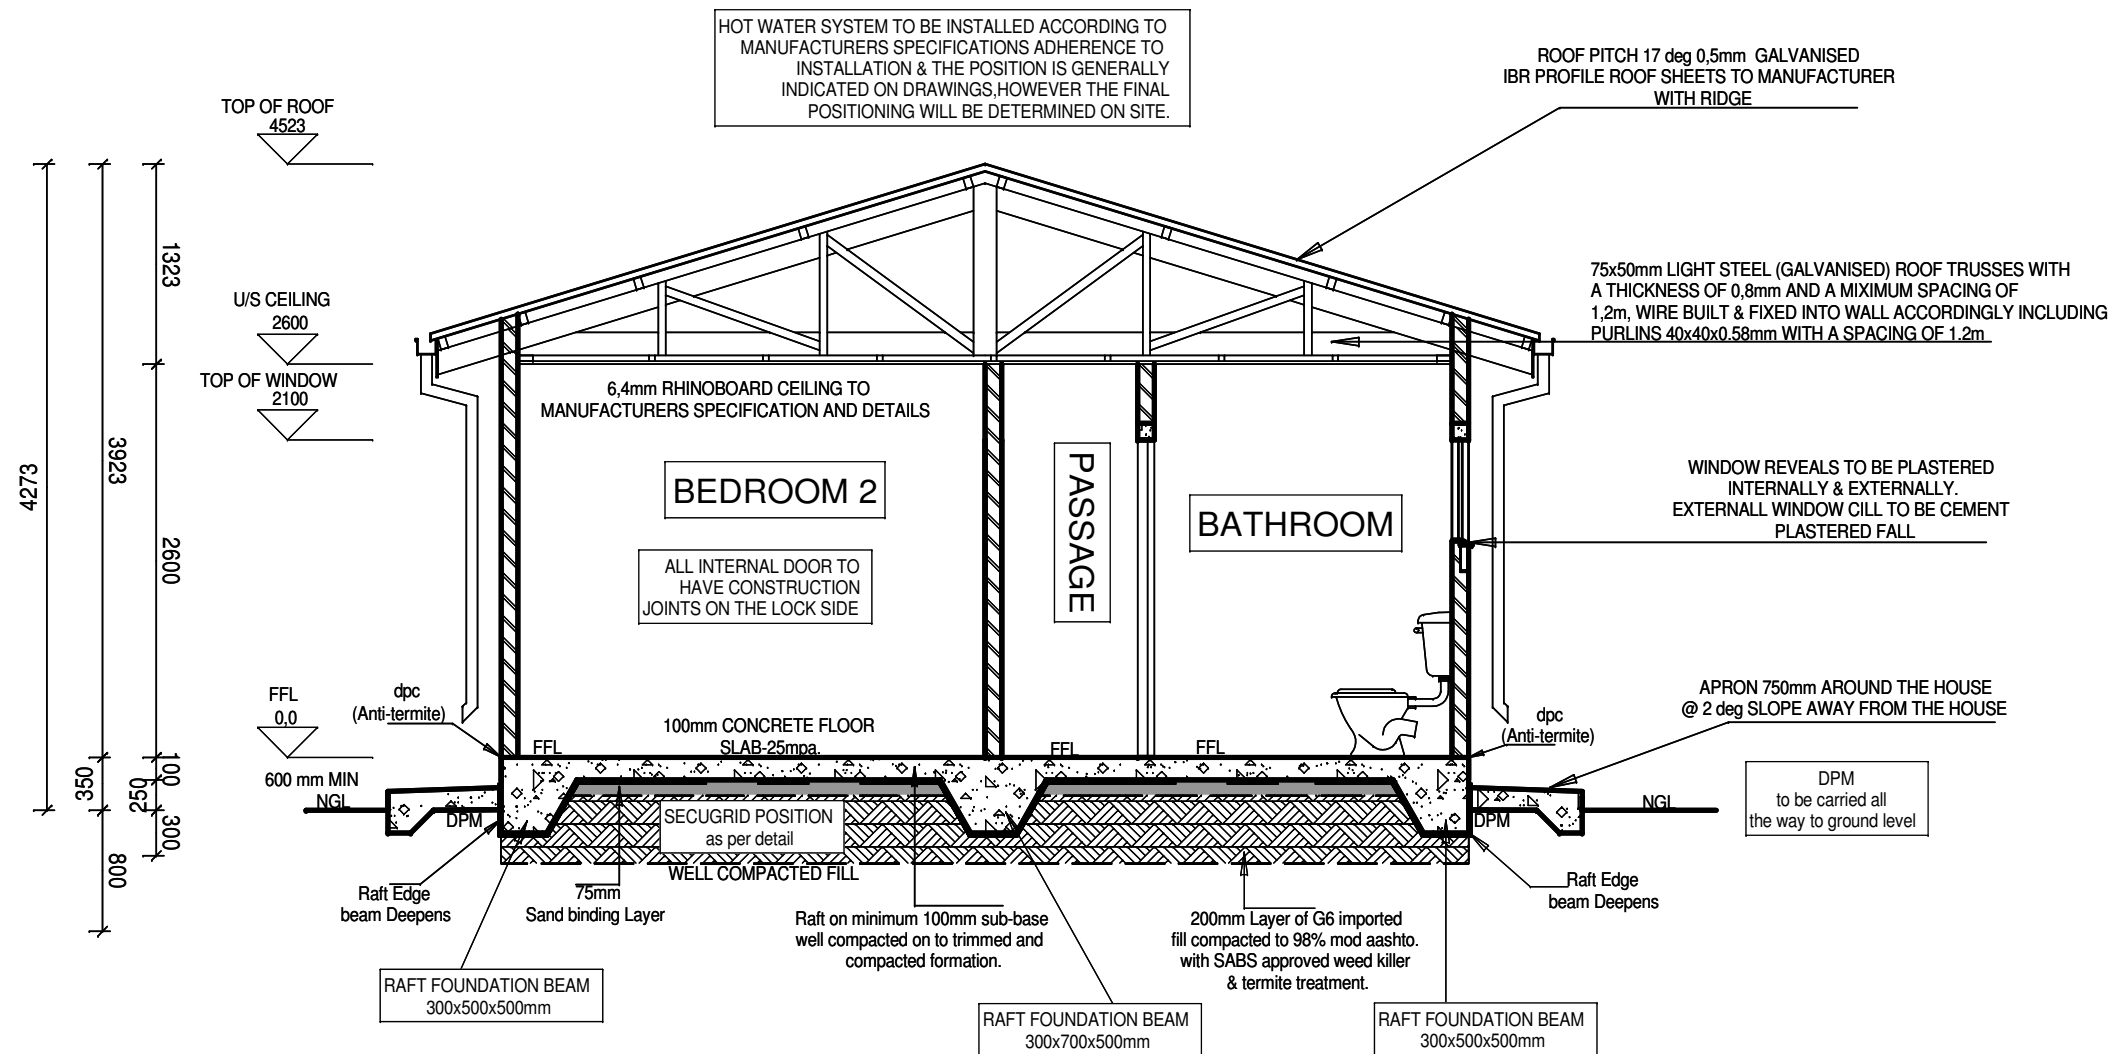 HOT WATER SYSTEM TO BE INSTALLED ACCORDING TO
MANUFACTURERS SPECIFICATIONS ADHERENCE TO
INSTALLATION & THE POSITION IS GENERALLY
INDICATED ON DRAWINGS,HOWEVER THE FINAL
POSITIONING WILL BE DETERMINED ON SITE.
ROOF PITCH 17 deg 0,5mm GALVANISED
IBR PROFILE ROOF SHEETS TO MANUFACTURER
WITH RIDGE
TOP OF ROOF
4523
1323
75x50mm LIGHT STEEL (GALVANISED) ROOF TRUSSES WITH
A THICKNESS OF 0,8mm AND A MIXIMUM SPACING OF
1,2m, WIRE BUILT & FIXED INTO WALL ACCORDINGLY INCLUDING
PURLINS 40x40x0.58mm WITH A SPACING OF 1.2m
U/S CEILING
2600
TOP OF WINDOW
2100
6,4mm RHINOBOARD CEILING TO
MANUFACTURERS SPECIFICATION AND DETAILS
4273
3923
2600
BEDROOM 2
PASSAGE
BATHROOM
WINDOW REVEALS TO BE PLASTERED
INTERNALLY & EXTERNALLY.
EXTERNALL WINDOW CILL TO BE CEMENT
PLASTERED FALL
ALL INTERNAL DOOR TO
HAVE CONSTRUCTION
JOINTS ON THE LOCK SIDE
FFL
0,0
dpc
(Anti-termite)
100mm CONCRETE FLOOR
SLAB-25mpa.
FFL
FFL
FFL
dpc
(Anti-termite)
APRON 750mm AROUND THE HOUSE
@ 2 deg SLOPE AWAY FROM THE HOUSE
350
250
100
300
800
600 mm MIN
NGL
DPM
SECUGRID POSITION
as per detail
WELL COMPACTED FILL
DPM
NGL
DPM
to be carried all
the way to ground level
Raft Edge
beam Deepens
75mm
Sand binding Layer
Raft on minimum 100mm sub-base
well compacted on to trimmed and
compacted formation.
200mm Layer of G6 imported
fill compacted to 98% mod aashto.
with SABS approved weed killer
& termite treatment.
Raft Edge
beam Deepens
RAFT FOUNDATION BEAM
300x500x500mm
RAFT FOUNDATION BEAM
300x700x500mm
RAFT FOUNDATION BEAM
300x500x500mm